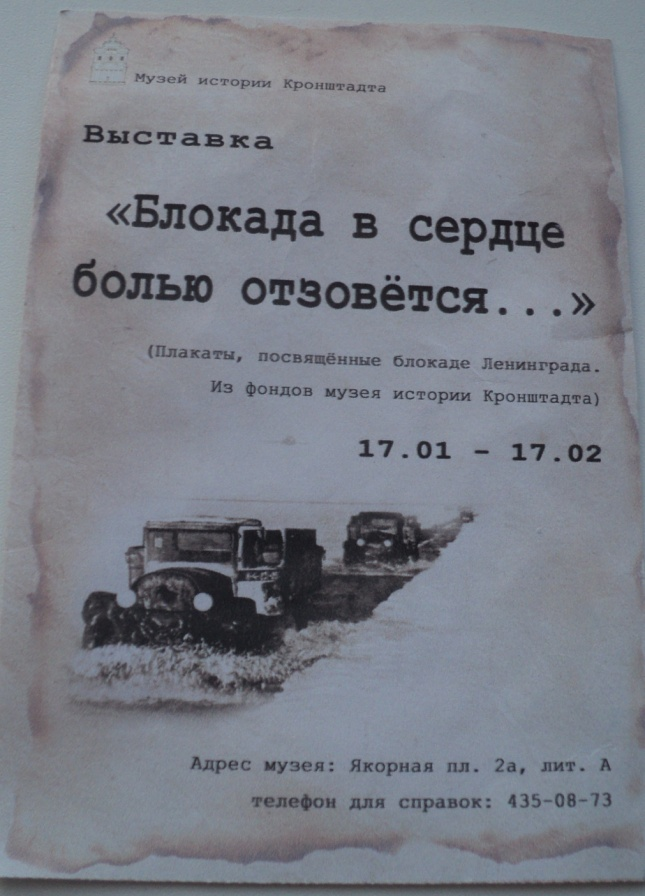 Музей истории Кронштадта
Выставка
«Блокада в сердце
болью отзовётся...»
(Плакаты, посвящённые блокаде Ленинграда.
Из фондов музея истории Кронштадта)
17.01 – 17.02
Адрес музея: Якорная пл. 2а, лит. А
телефон для справок: 435-08-73